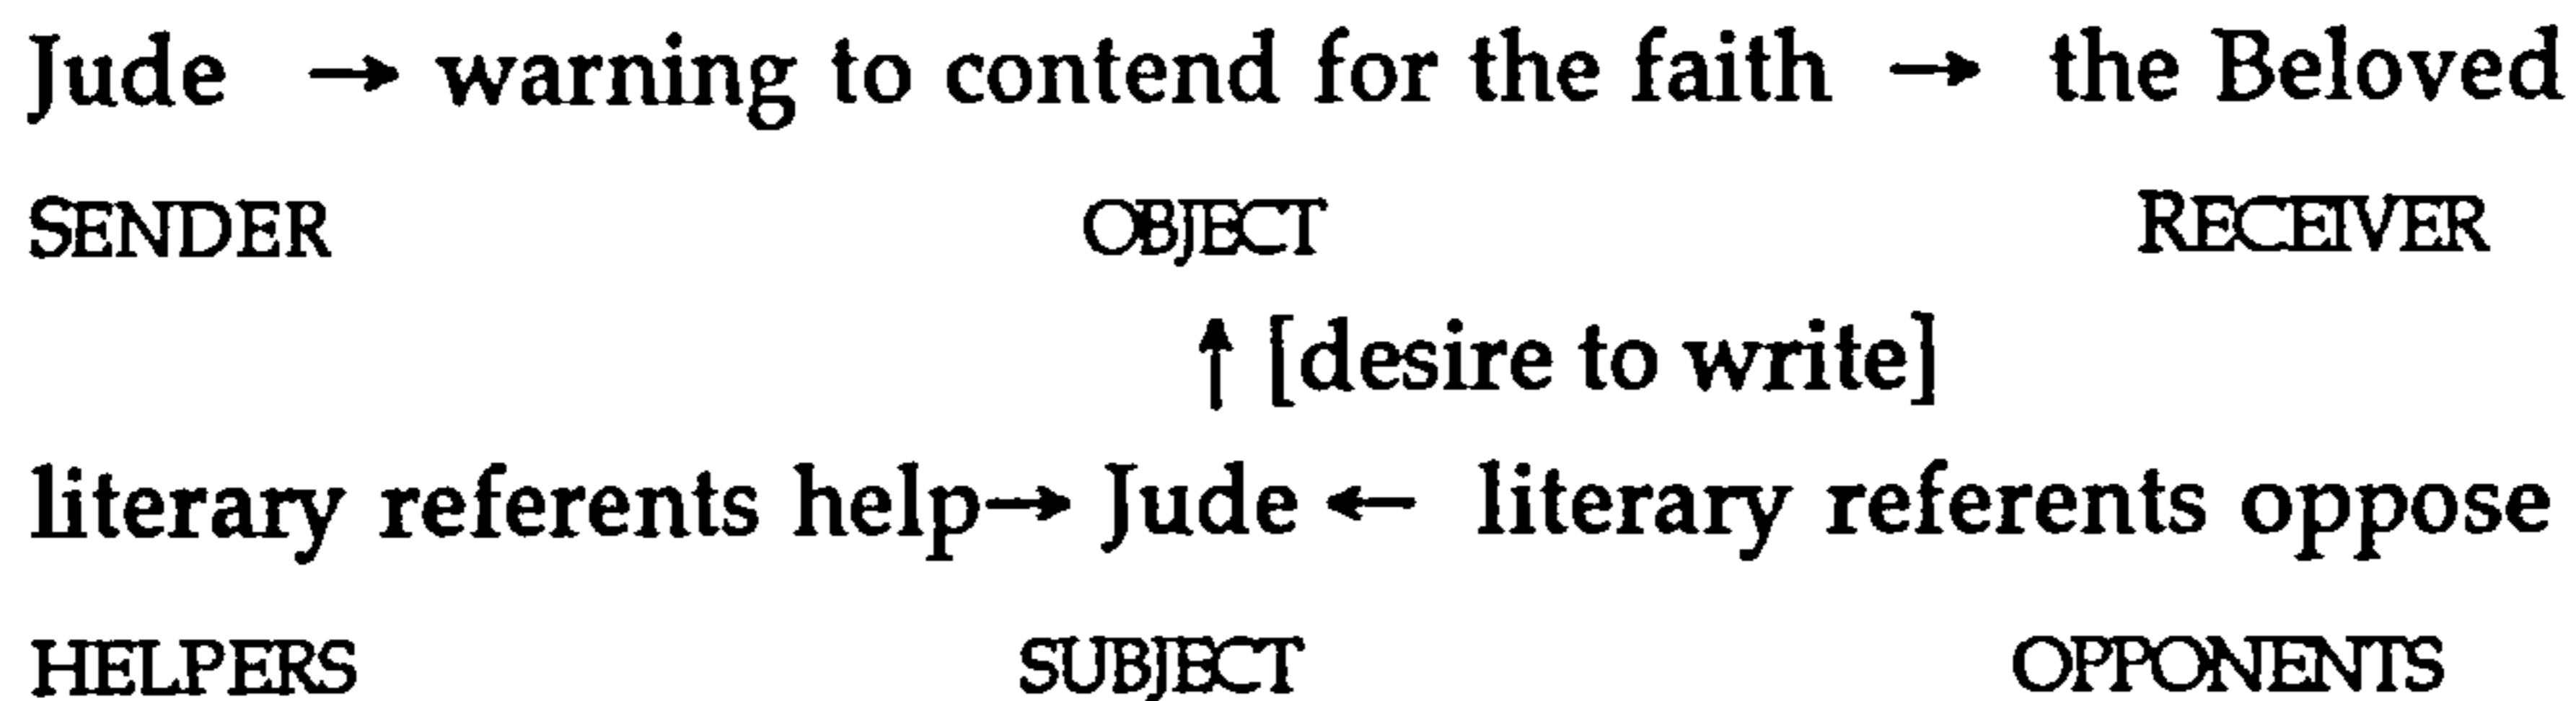 Jude → warning to contend for the faith → the Beloved
SENDER OBJECT RECEIVER
↑ [desire to write]
literary referents help→ Jude ← literary referents oppose
HELPERS SUBJECT OPPONENTS